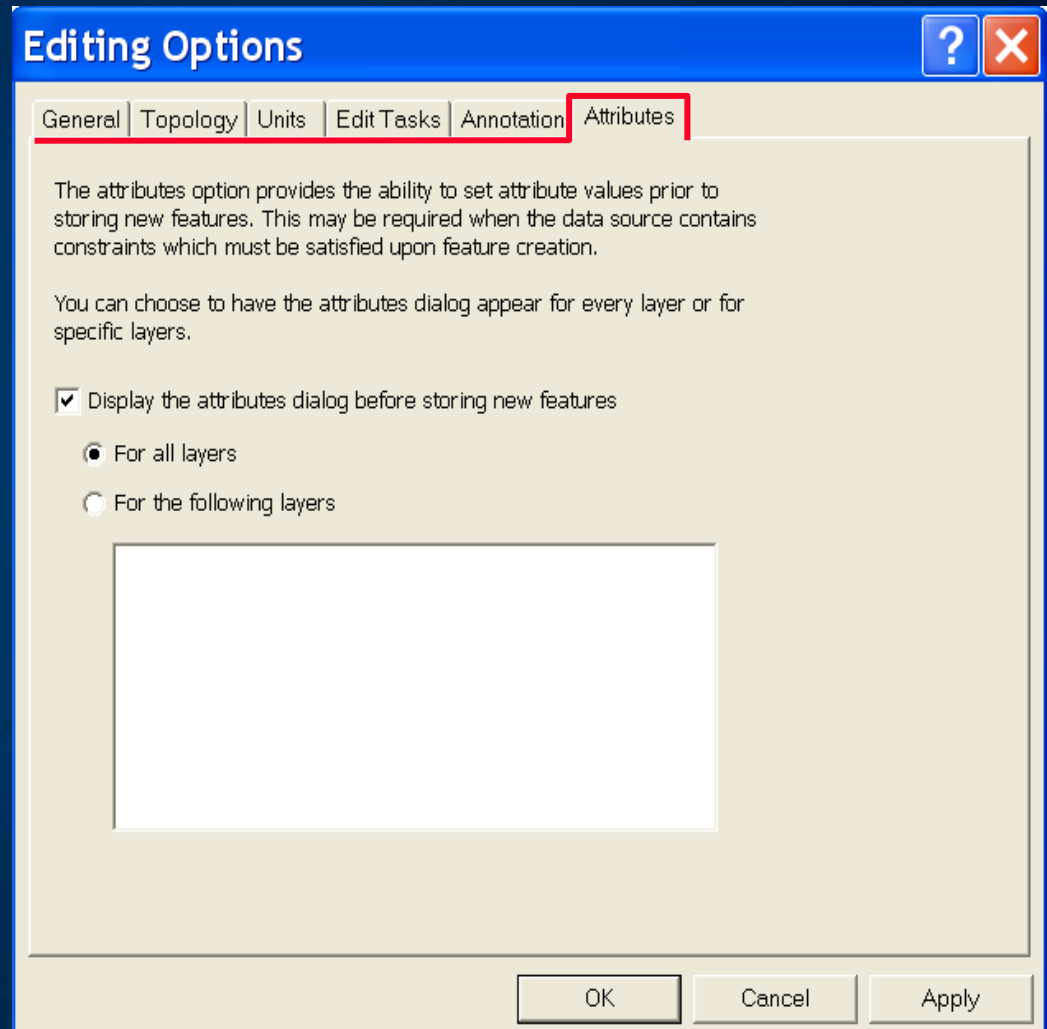 Editing Options
?
General Topology Units Edit Tasks Annotation Attributes
The attributes option provides the ability to set attribute values prior to
storing new features. This may be required when the data source contains
constraints which must be satisfied upon feature creation.
You can choose to have the attributes dialog appear for every layer or for
specific layers.
Display the attributes dialog before storing new features
For all layers
For the following layers
OK Cancel Apply